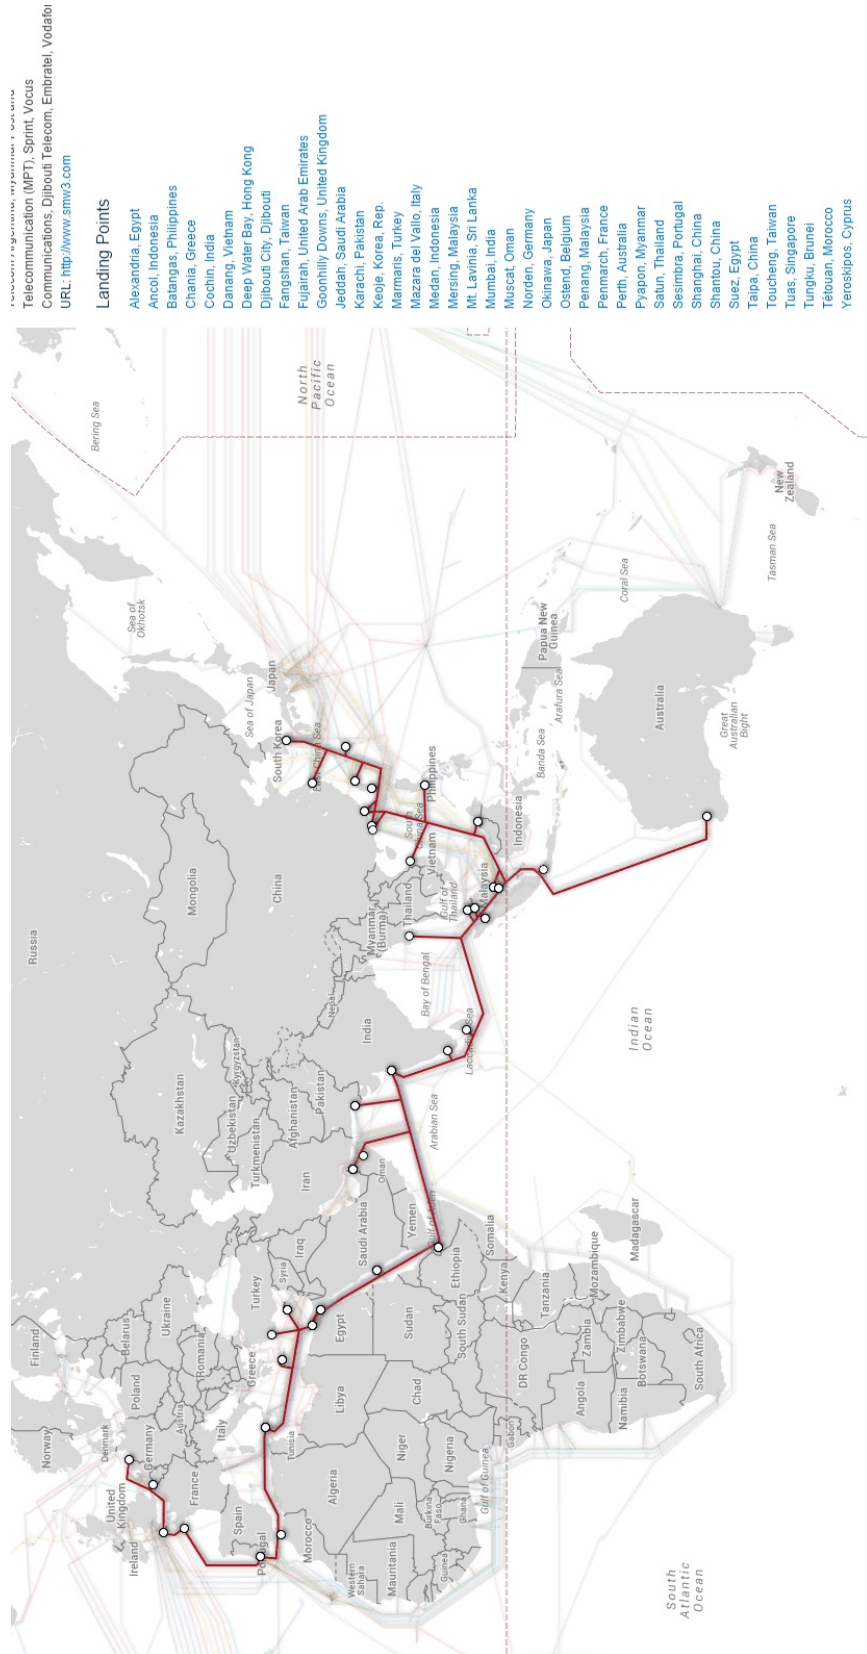 Telecommunication (MPT), Sprint, Vocus
Communications, Djibouti Telecom, Embratel, Vodafo
URL: http://www.smw3.com
Landing Points
Alexandria, Egypt
Ancol, Indonesia
Batangas, Philippines
Chania, Greece
Cochin, India
Danang, Vietnam
Deep Water Bay, Hong Kong
Djibouti City, Djibouti
Fangshan, Taiwan
Fujairah, United Arab Emirates
Goonhilly Downs, United Kingdom
Jeddah, Saudi Arabia
Karachi, Pakistan
Keoje, Korea, Rep.
Marmaris, Turkey
Mazara del Vallo, Italy
Medan, Indonesia
Mersing, Malaysia
Mt. Lavinia, Sri Lanka
Mumbai, India
Muscat, Oman
Norden, Germany
Okinawa, Japan
Ostend, Belgium
Penang, Malaysia
Penmarch, France
Perth, Australia
Pyapon, Myanmar
Satun, Thailand
Sesimbra, Portugal
Shanghai, China
Shantou, China
Suez, Egypt
Taipa, China
Toucheng, Taiwan
Tuas, Singapore
Tungku, Brunei
Tétouan, Morocco
Yeroskipos, Cyprus
Russia
Finland
Norway
Denmark
United
Kingdom
Ireland
Belarus
Poland
Germany
Ukraine
Austria
Romania
France
Italy
Spain
Portugal
Greece
Turkey
Syria
Iraq
Iran
Kazakhstan
Uzbekistan
Kyrgyzstan
Turkmenistan
Afghanistan
Pakistan
Mongolia
China
Nepal
India
Myanmar
(Burma)
Thailand
Vietnam
Malaysia
Indonesia
Philippines
South Korea
Japan
Sea of Japan
Sea of
Okhotsk
Bering Sea
North
Pacific
Ocean
East China Sea
South
China Sea
Gulf of
Thailand
Bay of Bengal
Laccadive Sea
Arabian Sea
Gulf of Aden
Oman
Saudi Arabia
Yemen
Tunisia
Morocco
Algeria
Libya
Egypt
Western
Sahara
Mauritania
Mali
Niger
Chad
Sudan
Burkina
Faso
Guinea
Ghana
Nigeria
Gulf of Guinea
South Sudan
Ethiopia
Somalia
Kenya
Gabon
DR Congo
Tanzania
Angola
Zambia
Mozambique
Zimbabwe
Namibia
Botswana
Madagascar
South Africa
South
Atlantic
Ocean
Indian
Ocean
Banda Sea
Arafura Sea
Papua New
Guinea
Coral Sea
Australia
Great
Australian
Bight
Tasman Sea
New
Zealand